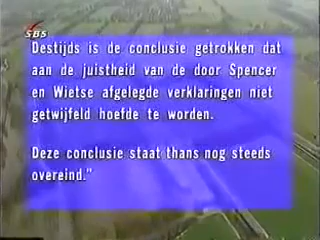 SBS
Destijds is de conclusie getrokken dat
aan de juistheid van de door Spencer
en Wietse afgelegde verklaringen niet
getwijfeld hoefde te worden.
Deze conclusie staat thans nog steeds
overeind."